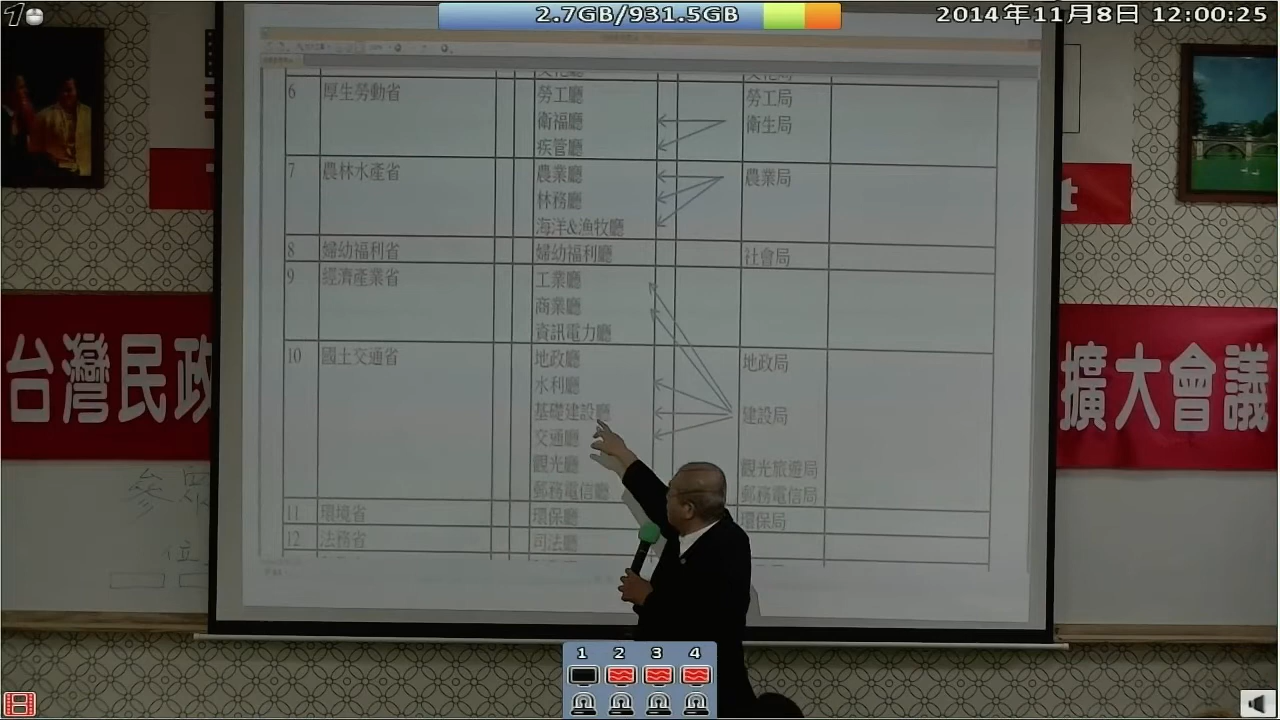 1
2.7GB/931.5GB
2014年11月8日 12:00:25
6 厚生勞動省 勞工廳 勞工局
衛福廳 衛生局
疾管廳
7 農林水產省 農業廳 農業局
林務廳
海洋&漁牧廳
8 婦幼福利省 婦幼福利廳 社會局
9 經濟產業省 工業廳
商業廳
資訊電力廳
10 國土交通省 地政廳 地政局
水利廳
基礎建設廳 建設局
交通廳
觀光廳 觀光旅遊局
郵務電信廳 郵務電信局
11 環境省 環保廳 環保局
12 法務省 司法廳
t
台灣民政
擴大會議
參眾
位
1 2 3 4